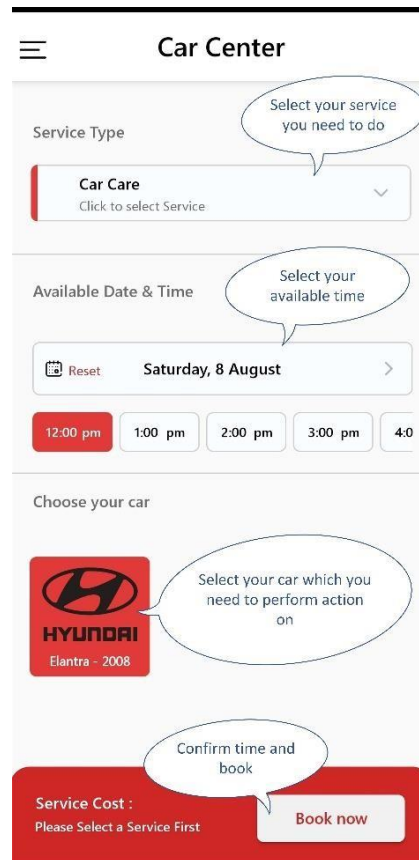 Car Center
Select your service
you need to do
Service Type
Car Care
Click to select Service
Select your
available time
Available Date & Time
Reset
Saturday, 8 August
12:00 pm
1:00 pm
2:00 pm
3:00 pm
4:0
Choose your car
HYUNDAI
Elantra - 2008
Select your car which you
need to perform action
on
Confirm time and
book
Service Cost :
Please Select a Service First
Book now